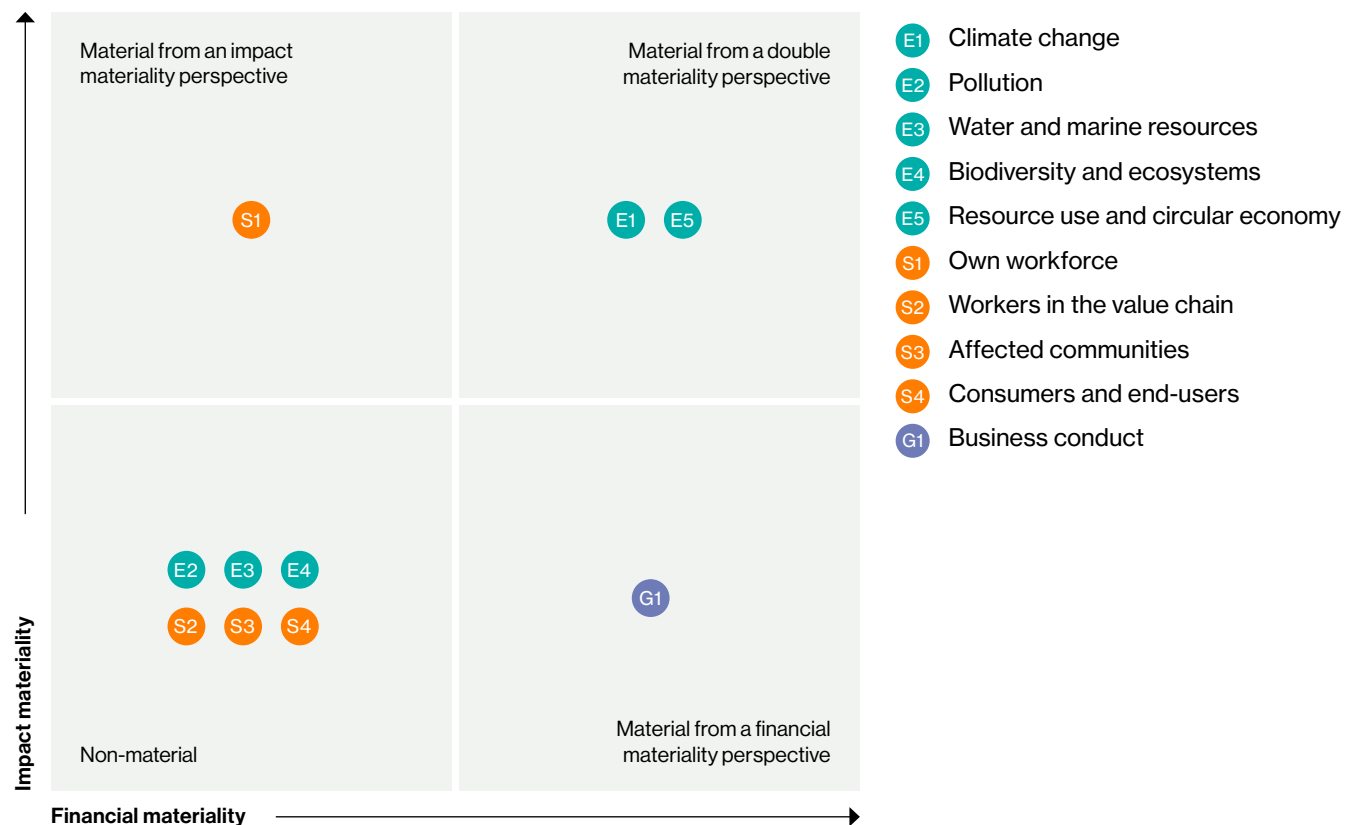 Material from an impact
materiality perspective
Material from a double
materiality perspective
S1
E1 E5
E2 E3 E4
S2 S3 S4
G1
Non-material
Material from a financial
materiality perspective
Impact materiality
Financial materiality
E1 Climate change
E2 Pollution
E3 Water and marine resources
E4 Biodiversity and ecosystems
E5 Resource use and circular economy
S1 Own workforce
S2 Workers in the value chain
S3 Affected communities
S4 Consumers and end-users
G1 Business conduct